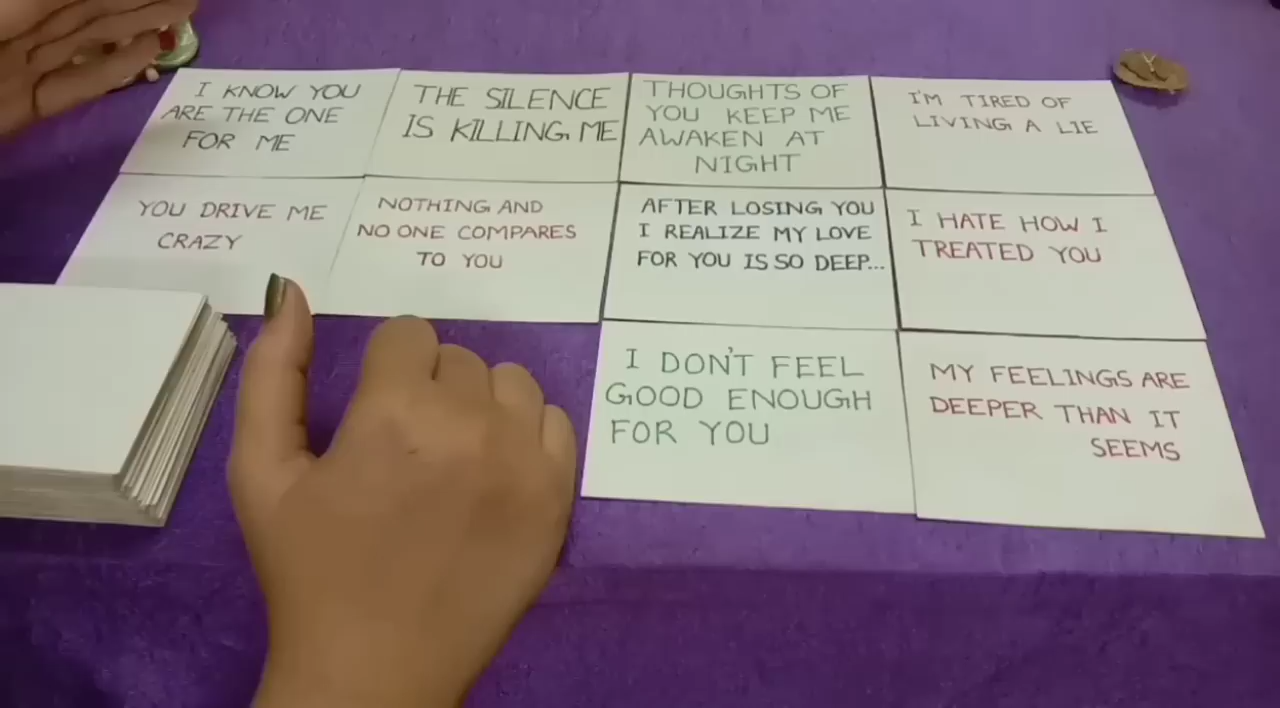 I KNOW YOU
ARE THE ONE
FOR ME
THE SILENCE
IS KILLING ME
THOUGHTS OF
YOU KEEP ME
AWAKEN AT
NIGHT
I'M TIRED OF
LIVING A LIE
YOU DRIVE ME
CRAZY
NOTHING AND
NO ONE COMPARES
TO YOU
AFTER LOSING YOU
I REALIZE MY LOVE
FOR YOU IS SO DEEP...
I HATE HOW I
TREATED YOU
I DON'T FEEL
GOOD ENOUGH
FOR YOU
MY FEELINGS ARE
DEEPER THAN IT
SEEMS